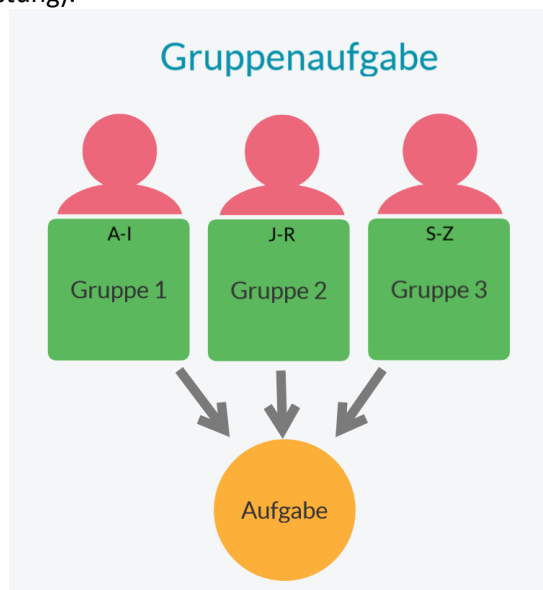 Gruppenaufgabe
A-I
J-R
S-Z
Gruppe 1
Gruppe 2
Gruppe 3
Aufgabe